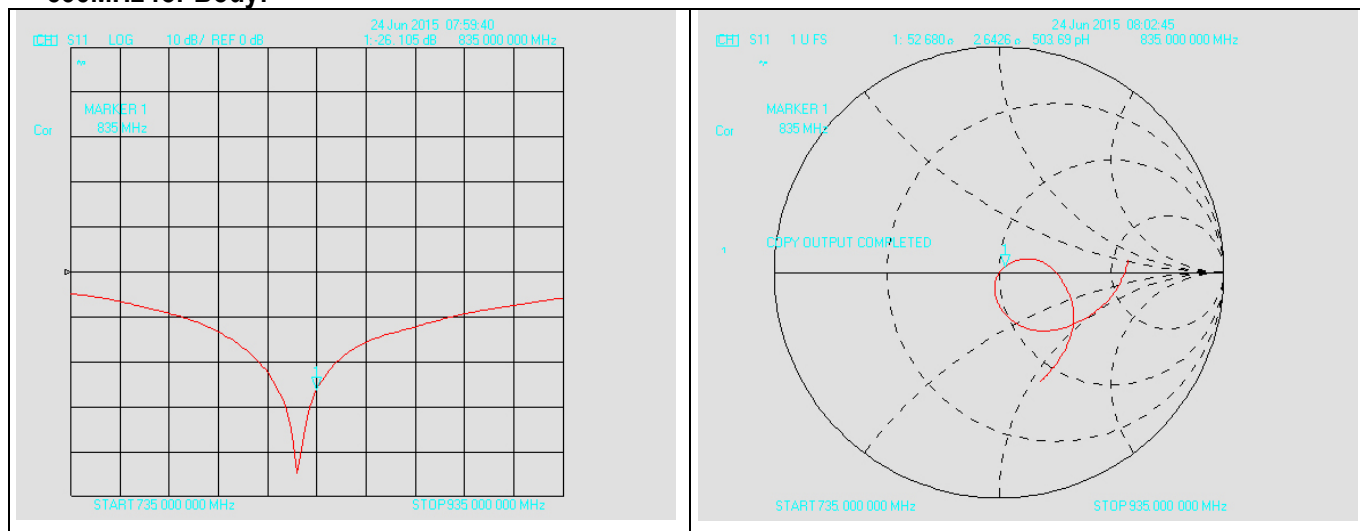 24 Jun 2015 07:59:40
CH1 S11 LOG 10 dB/ REF 0 dB 1:-26.105 dB 835.000 000 MHz
MARKER 1
Cor 835 MHz
1
START 735.000 000 MHz STOP 935.000 000 MHz
24 Jun 2015 08:02:45
CH1 S11 1 U FS 1: 52.680 Ω 2.6426 Ω 503.69 pH 835.000 000 MHz
MARKER 1
Cor 835 MHz
COPY OUTPUT COMPLETED
1
START 735.000 000 MHz STOP 935.000 000 MHz